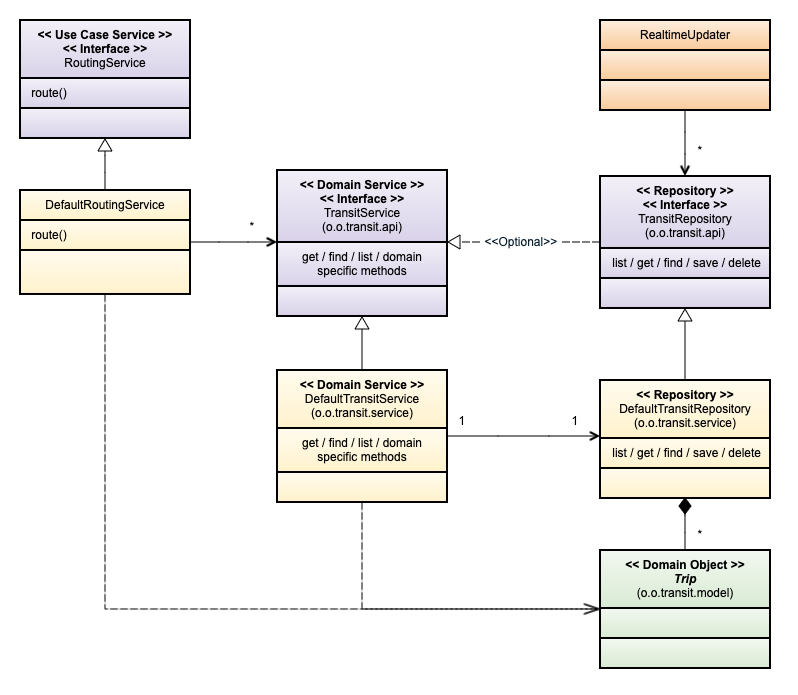 << Use Case Service >>
<< Interface >>
RoutingService
route()
RealtimeUpdater
*
DefaultRoutingService
route()
*
<< Domain Service >>
<< Interface >>
TransitService
(o.o.transit.api)
get / find / list / domain
specific methods
<<Optional>>
<< Repository >>
<< Interface >>
TransitRepository
(o.o.transit.api)
list / get / find / save / delete
<< Domain Service >>
DefaultTransitService
(o.o.transit.service)
get / find / list / domain
specific methods
1
1
<< Repository >>
DefaultTransitRepository
(o.o.transit.service)
list / get / find / save / delete
*
<< Domain Object >>
Trip
(o.o.transit.model)